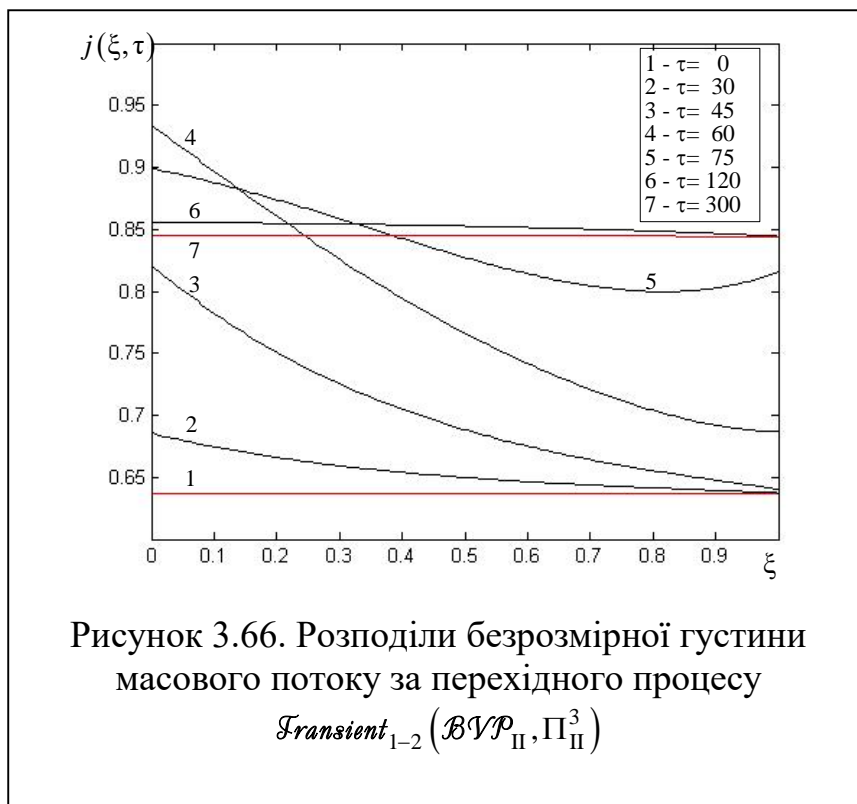 j(ξ,τ)
1 - τ= 0
2 - τ= 30
3 - τ= 45
4 - τ= 60
5 - τ= 75
6 - τ= 120
7 - τ= 300
0.95
0.9
0.85
0.8
0.75
0.7
0.65
4
6
7
3
5
2
1
0 0.1 0.2 0.3 0.4 0.5 0.6 0.7 0.8 0.9 ξ
Рисунок 3.66. Розподіли безрозмірної густини
масового потоку за перехідного процесу
𝒯ransient₁₋₂ (ℬ𝒱𝒫_II, Π_II^3)